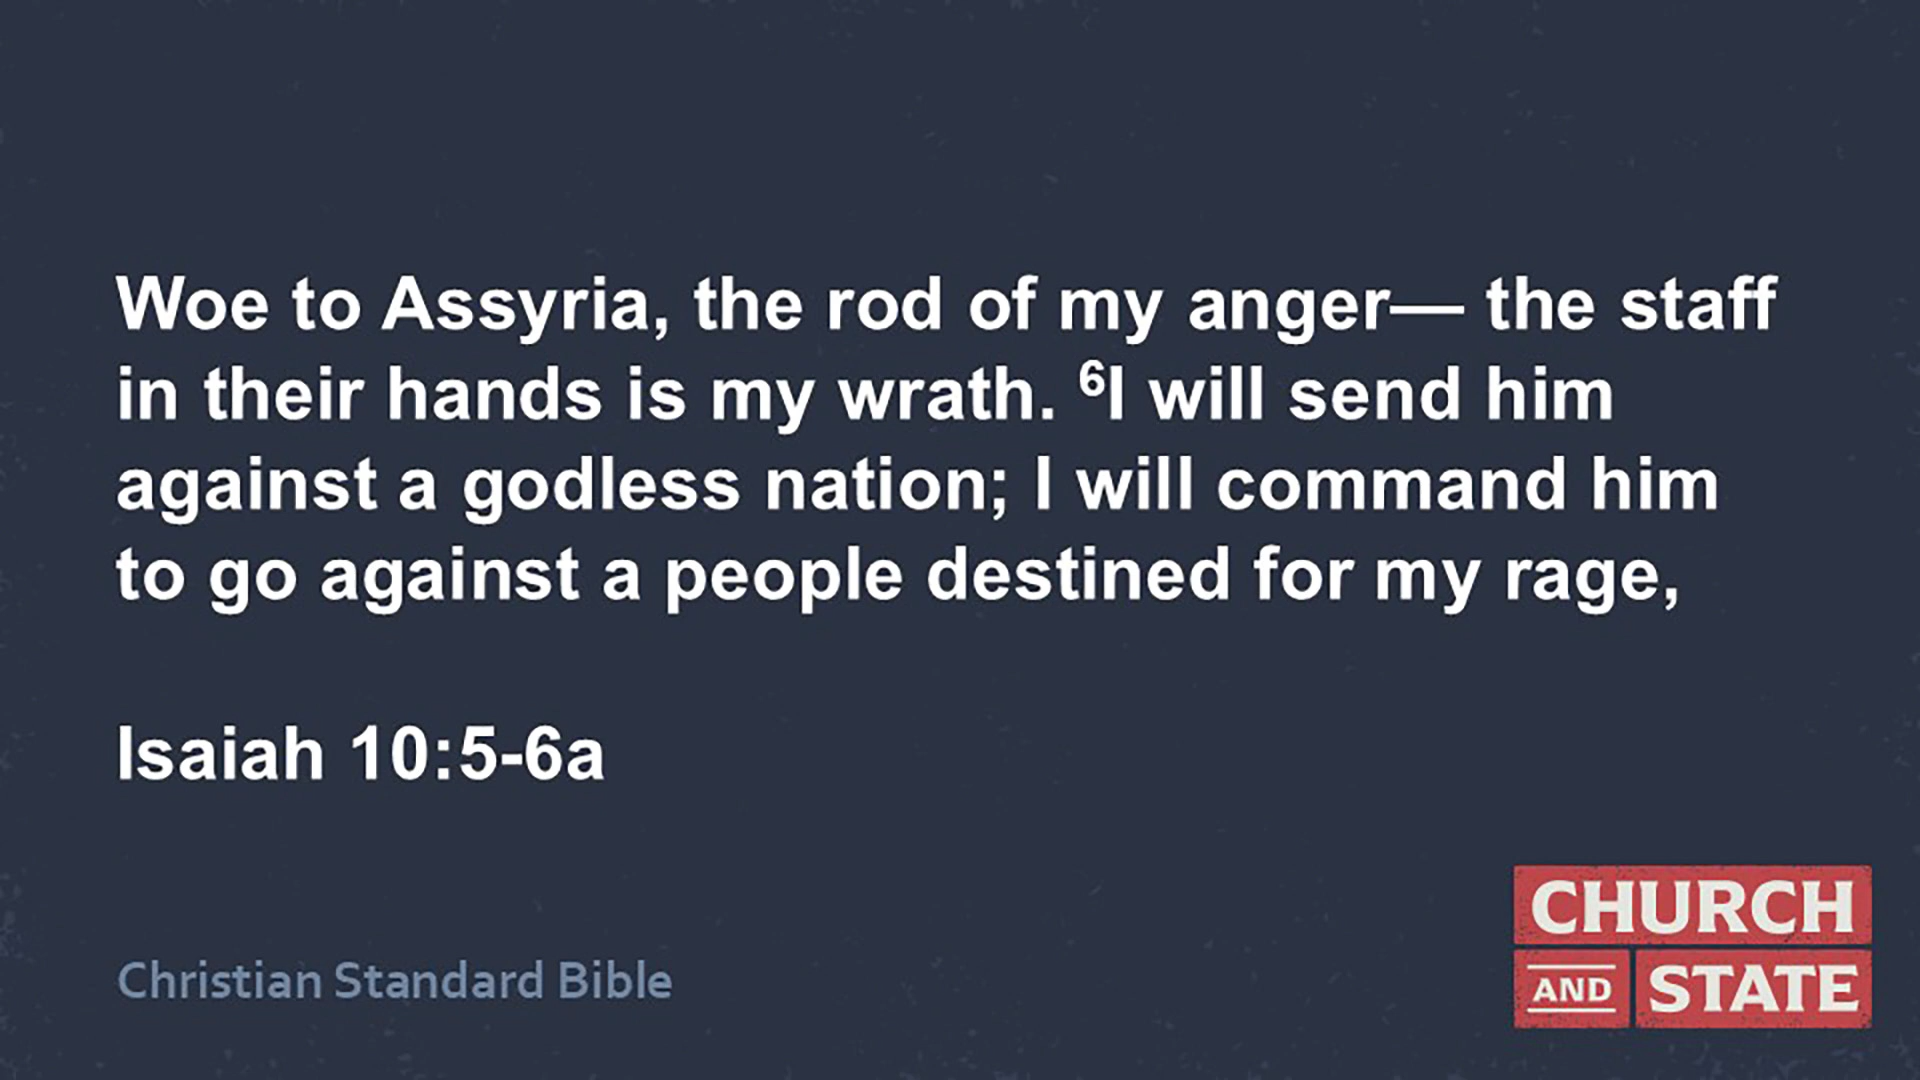 Woe to Assyria, the rod of my anger— the staff
in their hands is my wrath. ⁶I will send him
against a godless nation; I will command him
to go against a people destined for my rage,
Isaiah 10:5-6a
Christian Standard Bible
CHURCH
AND STATE